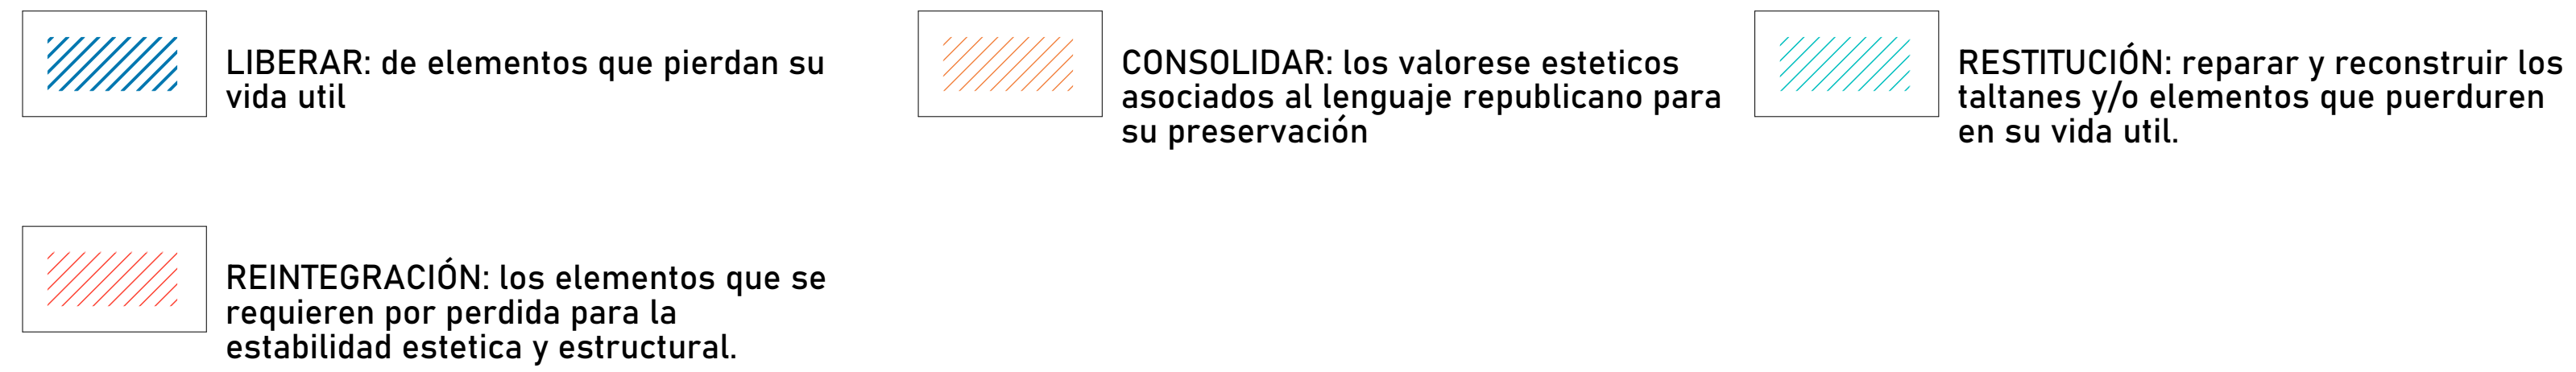 LIBERAR: de elementos que pierdan su
vida util
CONSOLIDAR: los valorese esteticos
asociados al lenguaje republicano para
su preservación
RESTITUCIÓN: reparar y reconstruir los
taltanes y/o elementos que puerduren
en su vida util.
REINTEGRACIÓN: los elementos que se
requieren por perdida para la
estabilidad estetica y estructural.